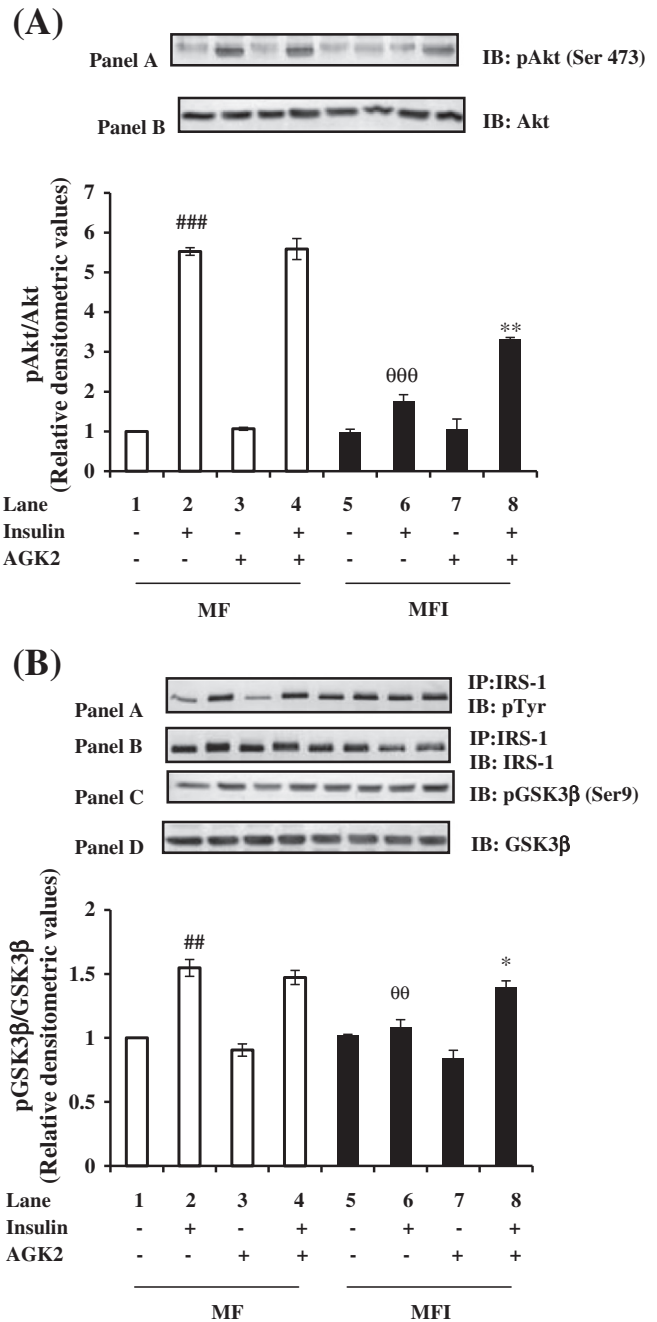 (A)
Panel A
IB: pAkt (Ser 473)
Panel B
IB: Akt
pAkt/Akt
(Relative densitometric values)
7
6
5
4
3
2
1
0
###
θθθ
**
Lane 1 2 3 4 5 6 7 8
Insulin - + - + - + - +
AGK2 - - + + - - + +
MF MFI
(B)
Panel A
IP:IRS-1
IB: pTyr
Panel B
IP:IRS-1
IB: IRS-1
Panel C
IB: pGSK3β (Ser9)
Panel D
IB: GSK3β
pGSK3β/GSK3β
(Relative densitometric values)
2
1.5
1
0.5
0
##
θθ
*
Lane 1 2 3 4 5 6 7 8
Insulin - + - + - + - +
AGK2 - - + + - - + +
MF MFI